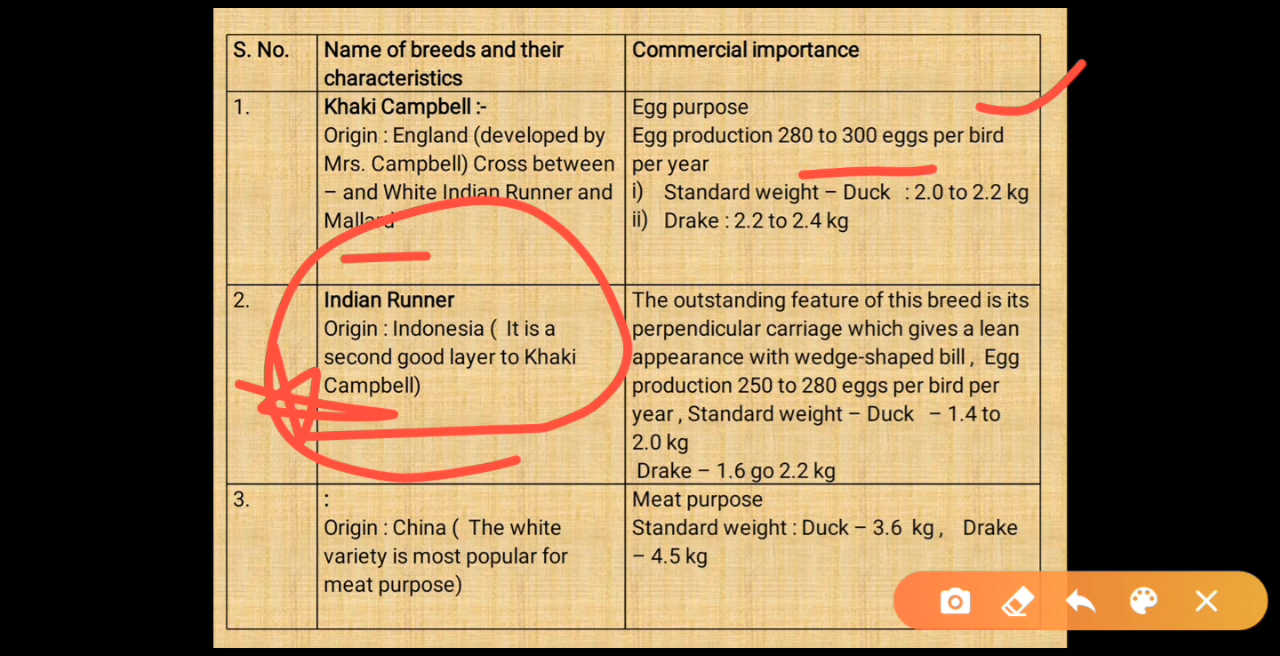 S. No.
Name of breeds and their
characteristics
Commercial importance
1.
Khaki Campbell :-
Origin : England (developed by
Mrs. Campbell) Cross between
– and White Indian Runner and
Mallard
Egg purpose
Egg production 280 to 300 eggs per bird
per year
i) Standard weight – Duck : 2.0 to 2.2 kg
ii) Drake : 2.2 to 2.4 kg
2.
Indian Runner
Origin : Indonesia ( It is a
second good layer to Khaki
Campbell)
The outstanding feature of this breed is its
perpendicular carriage which gives a lean
appearance with wedge-shaped bill , Egg
production 250 to 280 eggs per bird per
year , Standard weight – Duck – 1.4 to
2.0 kg
Drake – 1.6 go 2.2 kg
3.
:
Origin : China ( The white
variety is most popular for
meat purpose)
Meat purpose
Standard weight : Duck – 3.6 kg , Drake
– 4.5 kg